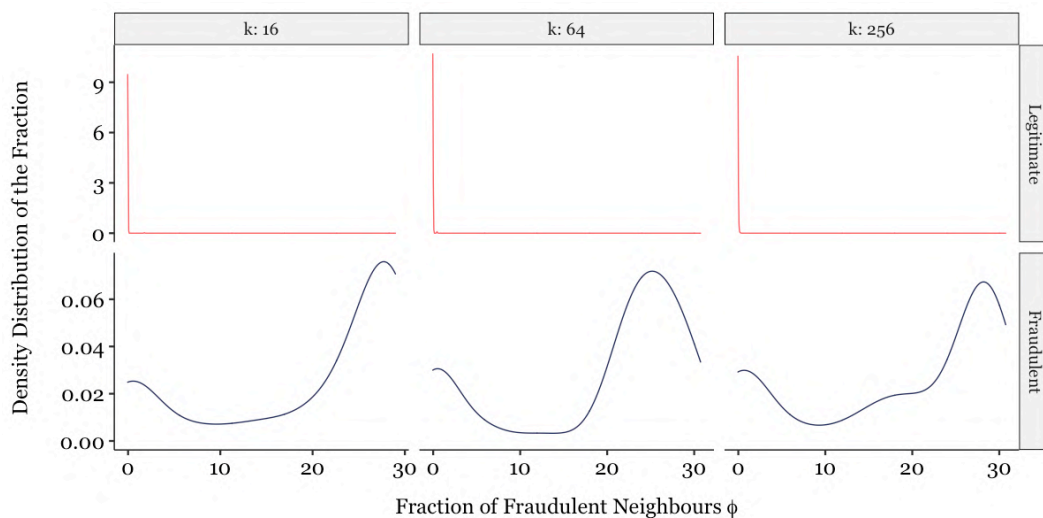 k: 16
k: 64
k: 256
Density Distribution of the Fraction
9
6
3
0
Legitimate
0.06
0.04
0.02
0.00
Fraudulent
0 10 20 30
0 10 20 30
0 10 20 30
Fraction of Fraudulent Neighbours ϕ